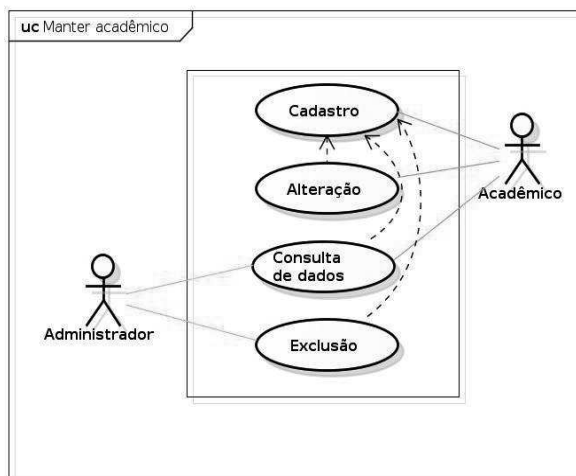 uc Manter acadêmico
Cadastro
Alteração
Acadêmico
Consulta
de dados
Administrador
Exclusão